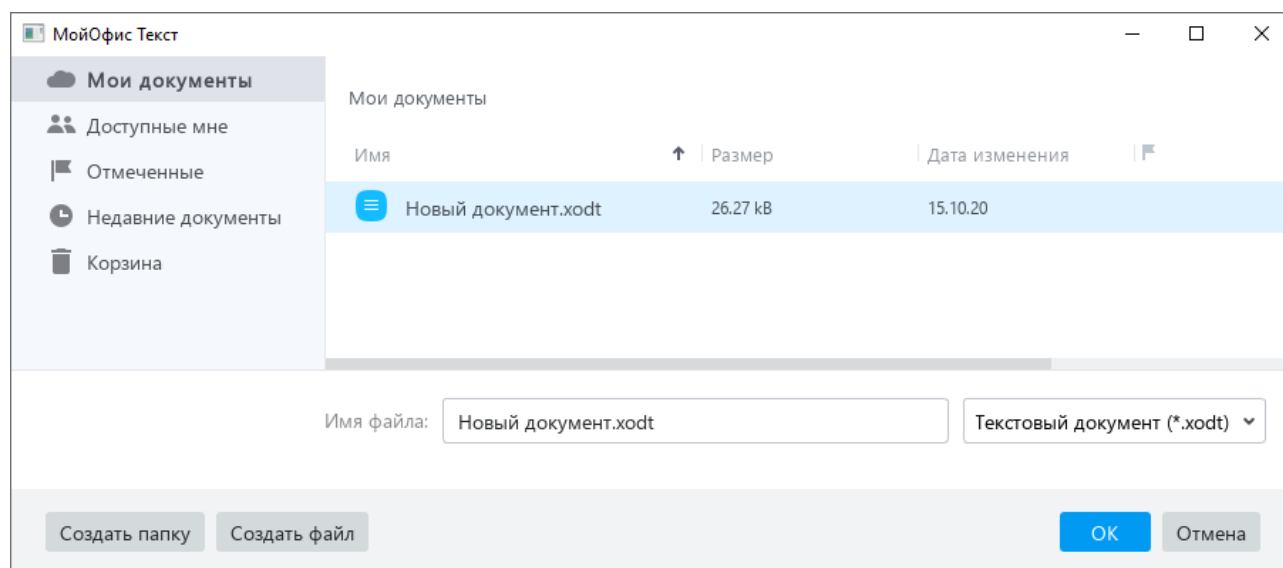 МойОфис Текст
Мои документы
Доступные мне
Отмеченные
Недавние документы
Корзина
Мои документы
Имя Размер Дата изменения
Новый документ.xodt 26.27 kB 15.10.20
Имя файла: Новый документ.xodt Текстовый документ (*.xodt)
Создать папку Создать файл OK Отмена